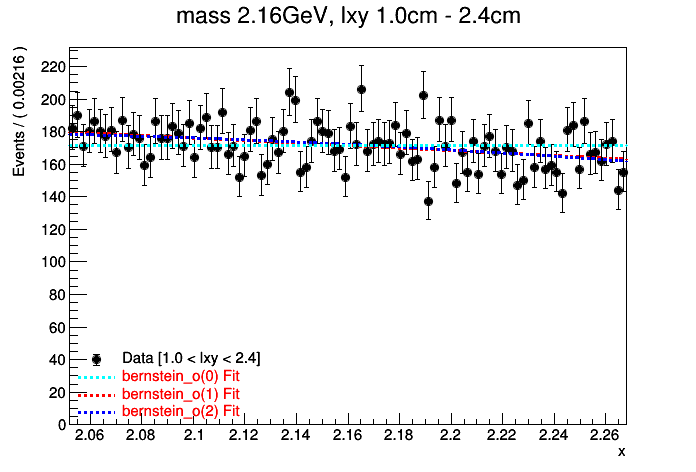 mass 2.16GeV, lxy 1.0cm - 2.4cm
Events / ( 0.00216 )
220
200
180
160
140
120
100
80
60
40
20
0
Data [1.0 < lxy < 2.4]
bernstein_o(0) Fit
bernstein_o(1) Fit
bernstein_o(2) Fit
2.06 2.08 2.1 2.12 2.14 2.16 2.18 2.2 2.22 2.24 2.26
x